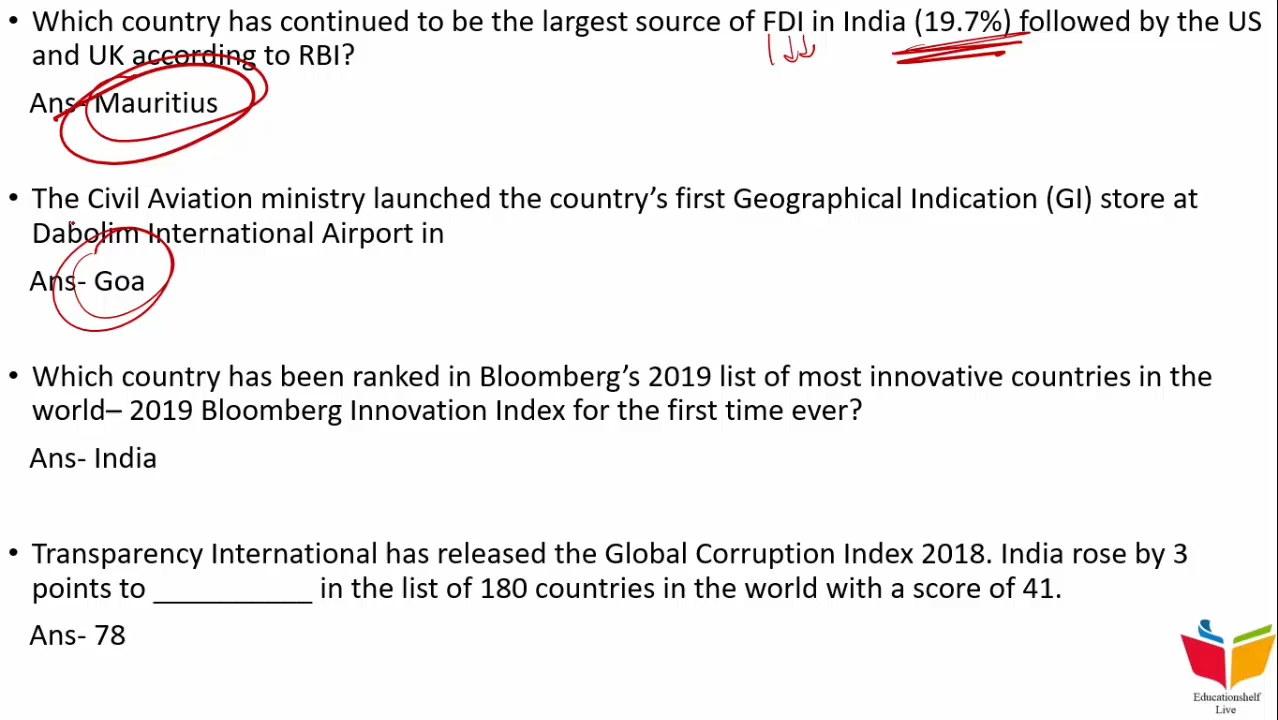 • Which country has continued to be the largest source of FDI in India (19.7%) followed by the US
and UK according to RBI?
Ans- Mauritius
• The Civil Aviation ministry launched the country’s first Geographical Indication (GI) store at
Dabolim International Airport in
Ans- Goa
• Which country has been ranked in Bloomberg’s 2019 list of most innovative countries in the
world– 2019 Bloomberg Innovation Index for the first time ever?
Ans- India
• Transparency International has released the Global Corruption Index 2018. India rose by 3
points to ___________ in the list of 180 countries in the world with a score of 41.
Ans- 78
Educationshelf
Live